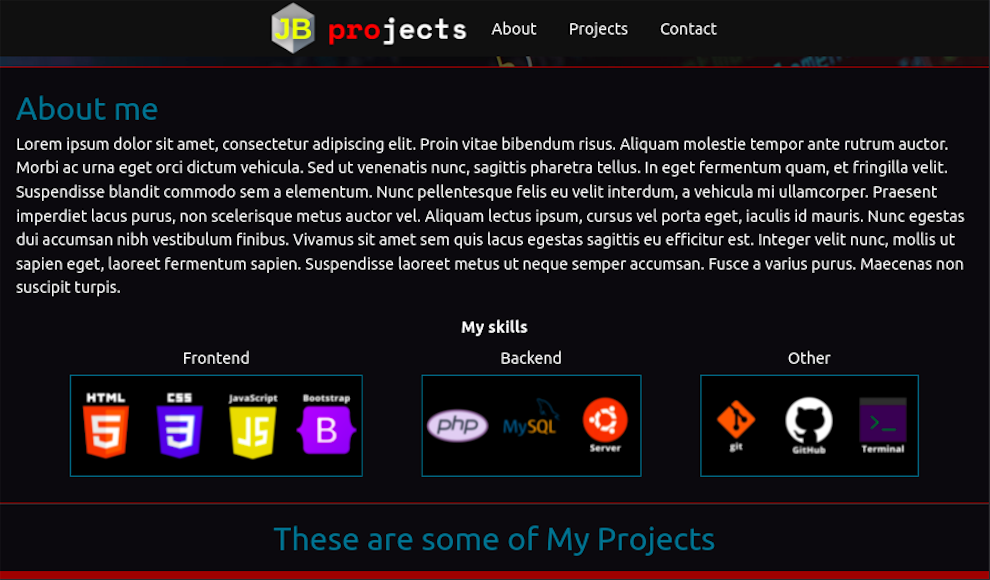 JB projects About Projects Contact
About me
Lorem ipsum dolor sit amet, consectetur adipiscing elit. Proin vitae bibendum risus. Aliquam molestie tempor ante rutrum auctor.
Morbi ac urna eget orci dictum vehicula. Sed ut venenatis nunc, sagittis pharetra tellus. In eget fermentum quam, et fringilla velit.
Suspendisse blandit commodo sem a elementum. Nunc pellentesque felis eu velit interdum, a vehicula mi ullamcorper. Praesent
imperdiet lacus purus, non scelerisque metus auctor vel. Aliquam lectus ipsum, cursus vel porta eget, iaculis id mauris. Nunc egestas
dui accumsan nibh vestibulum finibus. Vivamus sit amet sem quis lacus egestas sagittis eu efficitur est. Integer velit nunc, mollis ut
sapien eget, laoreet fermentum sapien. Suspendisse laoreet metus ut neque semper accumsan. Fusce a varius purus. Maecenas non
suscipit turpis.
My skills
Frontend Backend Other
HTML CSS JavaScript Bootstrap
5 3 JS B php MySQL >_
Server git GitHub Terminal
These are some of My Projects